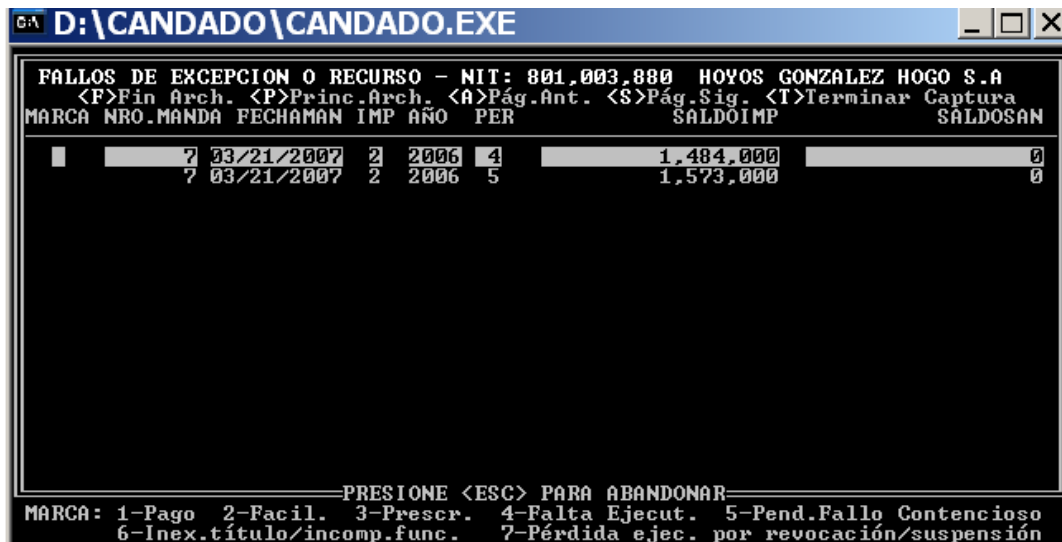 D:\CANDADO\CANDADO.EXE
FALLOS DE EXCEPCION O RECURSO - NIT: 801,003,880 HOYOS GONZALEZ HOGO S.A
<F>Fin Arch. <P>Princ.Arch. <A>Pág.Ant. <S>Pág.Sig. <T>Terminar Captura
MARCA NRO.MANDA FECHAMAN IMP AÑO PER SALDOIMP SALDOSAN
7 03/21/2007 2 2006 4 1,484,000 0
7 03/21/2007 2 2006 5 1,573,000 0
PRESIONE <ESC> PARA ABANDONAR
MARCA: 1-Pago 2-Facil. 3-Prescr. 4-Falta Ejecut. 5-Pend.Fallo Contencioso
6-Inex.título/incomp.func. 7-Pérdida ejec. por revocación/suspensión